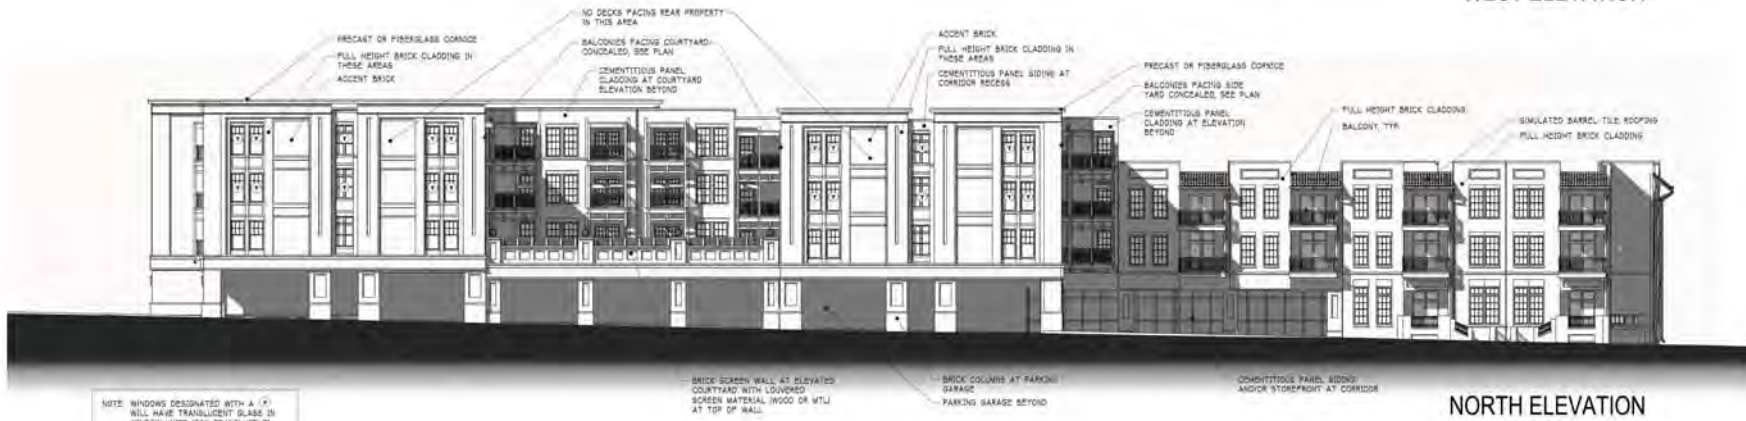 WEST ELEVATION
NO DECKS FACING REAR PROPERTY
IN THIS AREA
PRECAST OR FIBERGLASS CORNICE
FULL HEIGHT BRICK CLADDING IN
THESE AREAS
ACCENT BRICK
BALCONIES FACING COURTYARD
CONCEALED, SEE PLAN
CEMENTITIOUS PANEL
CLADDING AT COURTYARD
ELEVATION BEYOND
ACCENT BRICK
FULL HEIGHT BRICK CLADDING IN
THESE AREAS
CEMENTITIOUS PANEL SIDING AT
CORRIDOR RECESS
PRECAST OR FIBERGLASS CORNICE
BALCONIES FACING SIDE
YARD CONCEALED, SEE PLAN
CEMENTITIOUS PANEL
CLADDING AT ELEVATION
BEYOND
FULL HEIGHT BRICK CLADDING
BALCONY, TYP.
SIMULATED BARREL TILE ROOFING
FULL HEIGHT BRICK CLADDING
BRICK SCREEN WALL AT ELEVATED
COURTYARD WITH LOUVERED
SCREEN MATERIAL (WOOD OR MTL)
AT TOP OF WALL
BRICK COLUMNS AT PARKING
GARAGE
PARKING GARAGE BEYOND
CEMENTITIOUS PANEL SIDING
AND/OR STOREFRONT AT CORRIDOR
NOTE: WINDOWS DESIGNATED WITH A
WILL HAVE TRANSLUCENT GLASS IN
NORTH ELEVATION